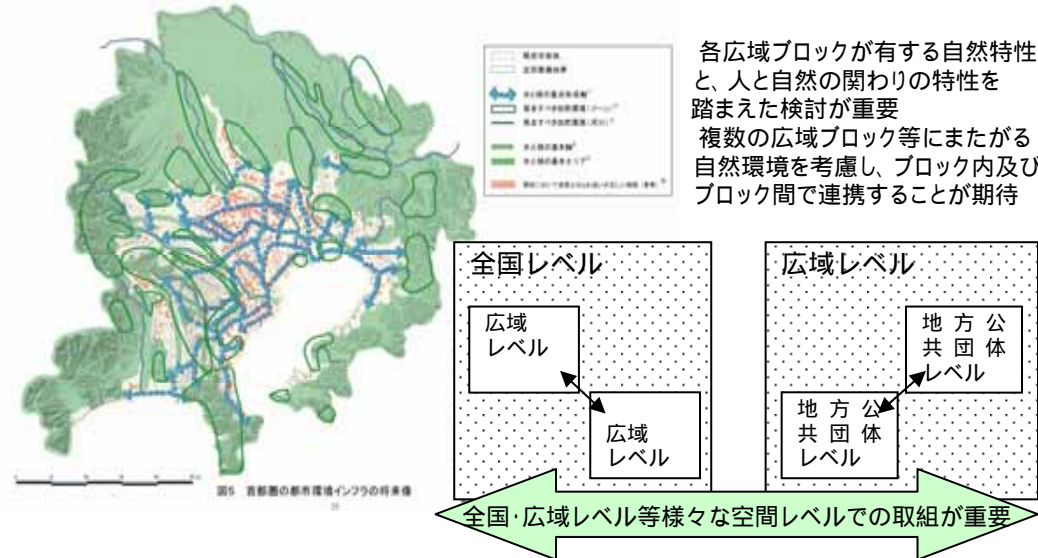 各広域ブロックが有する自然特性
と、人と自然の関わりの特性を
踏まえた検討が重要
複数の広域ブロック等にまたがる
自然環境を考慮し、ブロック内及び
ブロック間で連携することが期待
全国レベル
広域
レベル
広域
レベル
広域レベル
地方公
共団体
レベル
地方公
共団体
レベル
図5 首都圏の都市環境インフラの将来像
全国・広域レベル等様々な空間レベルでの取組が重要